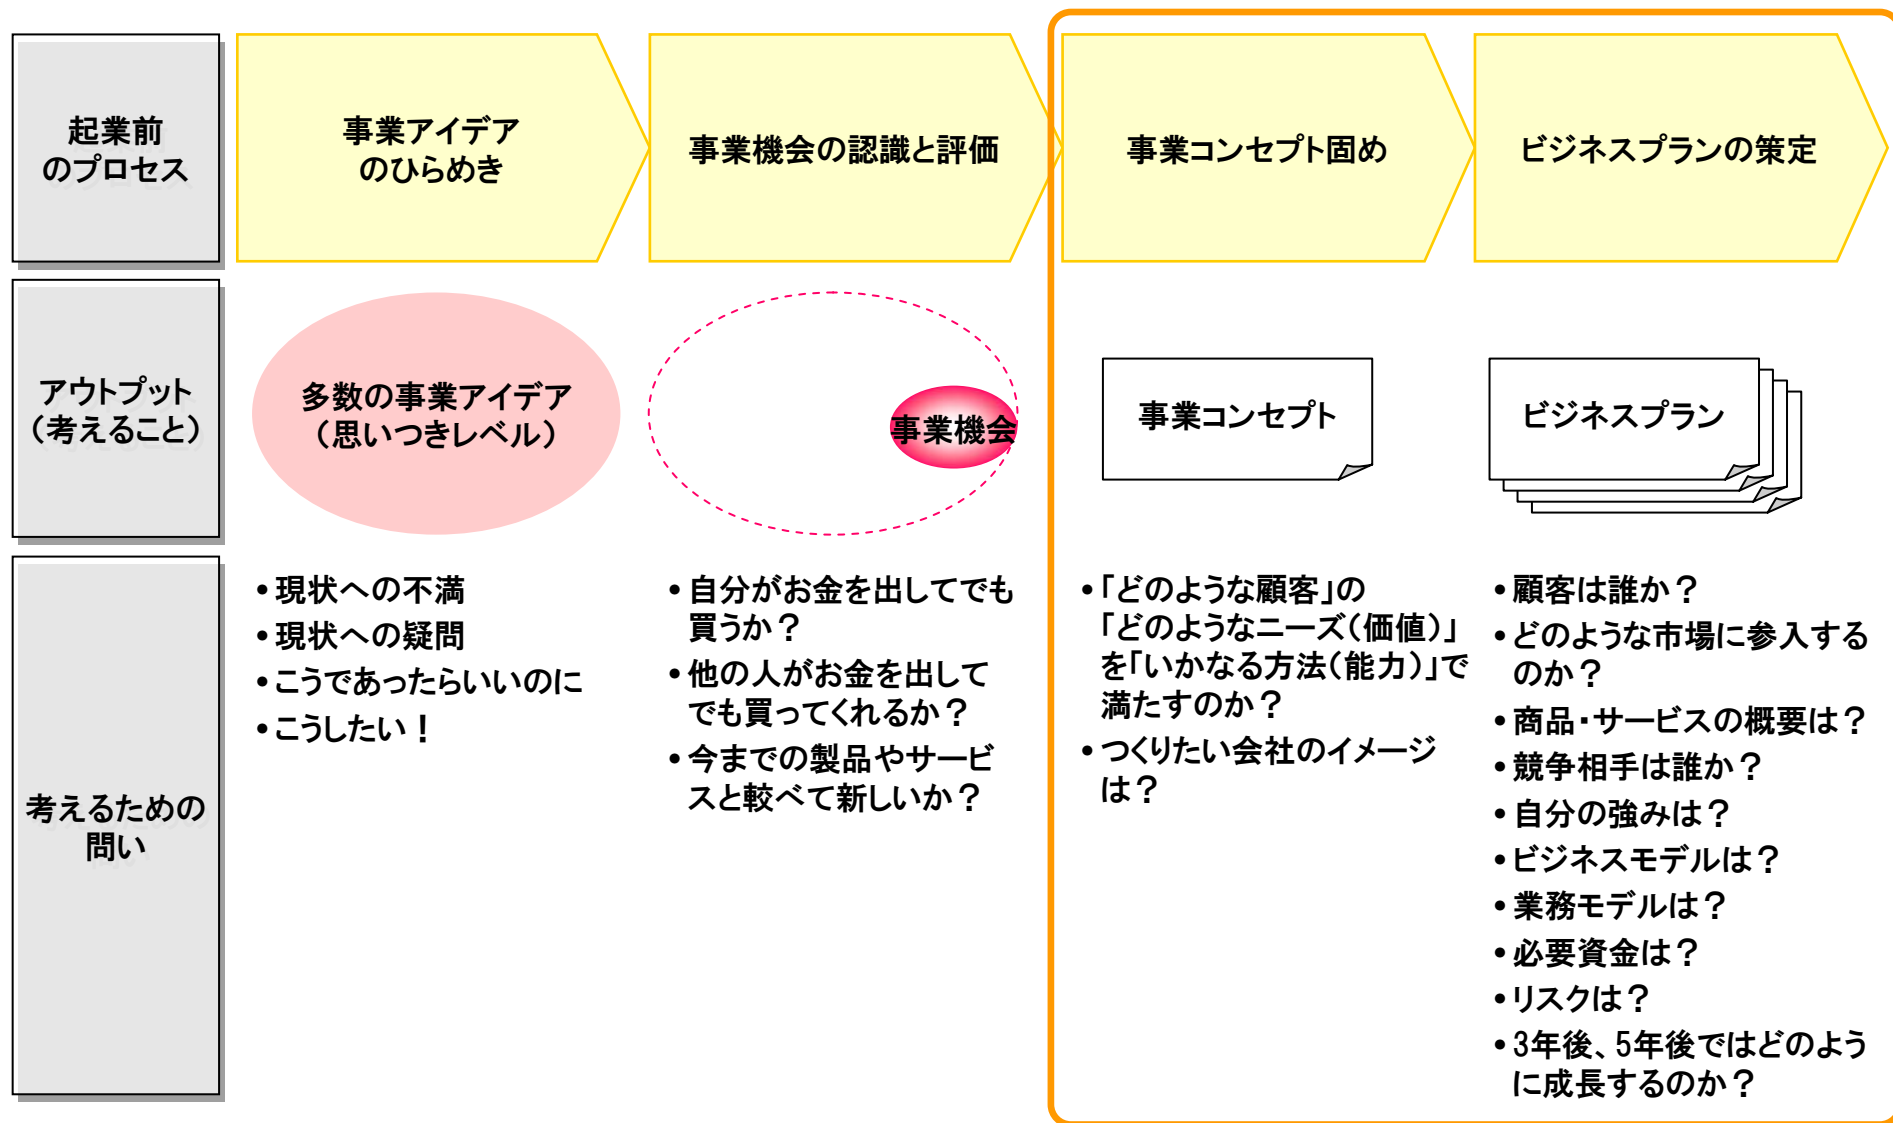 起業前
のプロセス
事業アイデア
のひらめき
事業機会の認識と評価
事業コンセプト固め
ビジネスプランの策定
アウトプット
（考えること）
多数の事業アイデア
（思いつきレベル）
事業機会
事業コンセプト
ビジネスプラン
考えるための
問い
•現状への不満
•現状への疑問
•こうであったらいいのに
•こうしたい！
•自分がお金を出してでも
買うか？
•他の人がお金を出して
でも買ってくれるか？
•今までの製品やサービ
スと較べて新しいか？
•「どのような顧客」の
「どのようなニーズ（価値）」
を「いかなる方法（能力）」で
満たすのか？
•つくりたい会社のイメージ
は？
•顧客は誰か？
•どのような市場に参入する
のか？
•商品・サービスの概要は？
•競争相手は誰か？
•自分の強みは？
•ビジネスモデルは？
•業務モデルは？
•必要資金は？
•リスクは？
•3年後、5年後ではどのよう
に成長するのか？